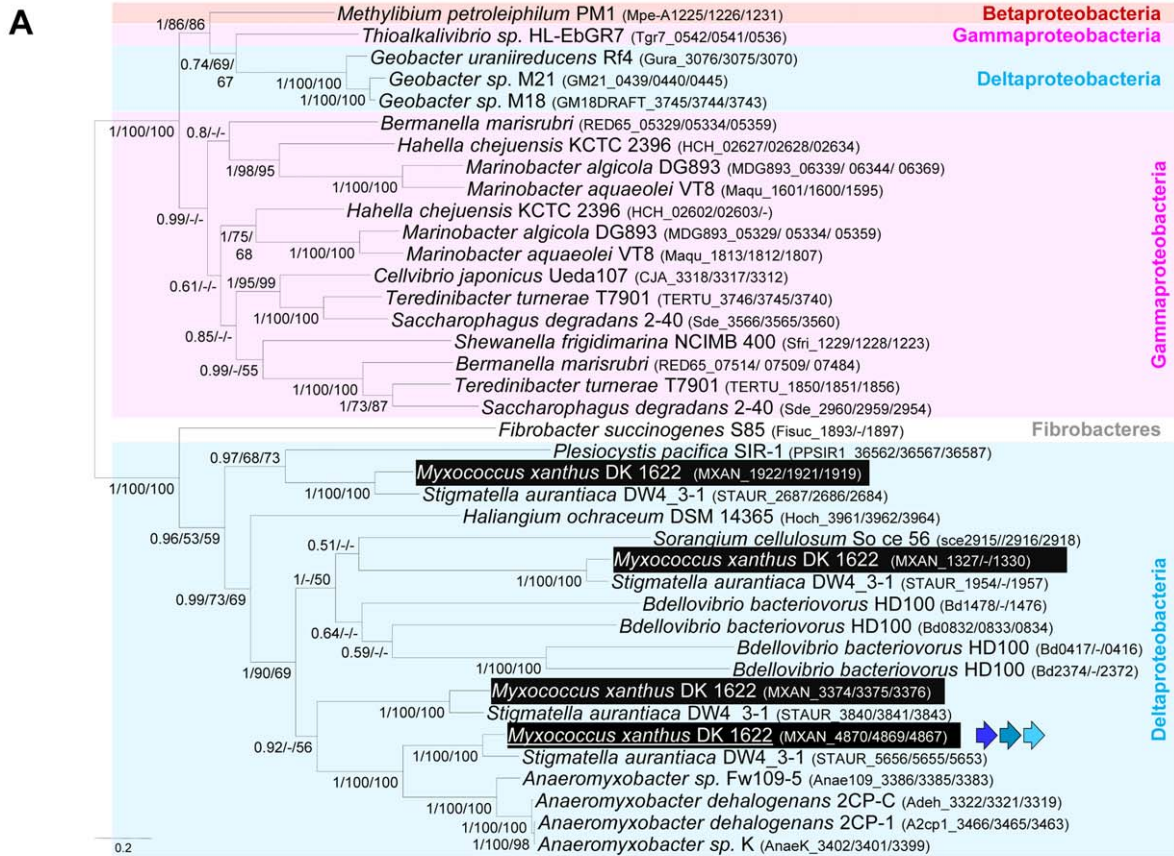 A
Methylibium petroleiphilum PM1 (Mpe-A1225/1226/1231)
Betaproteobacteria
1/86/86
Thioalkalivibrio sp. HL-EbGR7 (Tgr7_0542/0541/0536)
Gammaproteobacteria
0.74/69/
67
Geobacter uraniireducens Rf4 (Gura_3076/3075/3070)
1/100/100
Geobacter sp. M21 (GM21_0439/0440/0445)
Deltaproteobacteria
1/100/100
Geobacter sp. M18 (GM18DRAFT_3745/3744/3743)
1/100/100
0.8/-/-
Bermanella marisrubri (RED65_05329/05334/05359)
Hahella chejuensis KCTC 2396 (HCH_02627/02628/02634)
1/98/95
Marinobacter algicola DG893 (MDG893_06339/ 06344/ 06369)
1/100/100
Marinobacter aquaeolei VT8 (Maqu_1601/1600/1595)
0.99/-/-
Hahella chejuensis KCTC 2396 (HCH_02602/02603/-)
1/75/
68
Marinobacter algicola DG893 (MDG893_05329/ 05334/ 05359)
1/100/100
Marinobacter aquaeolei VT8 (Maqu_1813/1812/1807)
Gammaproteobacteria
0.61/-/-
1/95/99
Cellvibrio japonicus Ueda107 (CJA_3318/3317/3312)
Teredinibacter turnerae T7901 (TERTU_3746/3745/3740)
1/100/100
Saccharophagus degradans 2-40 (Sde_3566/3565/3560)
0.85/-/-
Shewanella frigidimarina NCIMB 400 (Sfri_1229/1228/1223)
0.99/-/55
Bermanella marisrubri (RED65_07514/ 07509/ 07484)
1/100/100
Teredinibacter turnerae T7901 (TERTU_1850/1851/1856)
1/73/87
Saccharophagus degradans 2-40 (Sde_2960/2959/2954)
Fibrobacter succinogenes S85 (Fisuc_1893/-/1897)
Fibrobacteres
0.97/68/73
Plesiocystis pacifica SIR-1 (PPSIR1_36562/36567/36587)
1/100/100
Myxococcus xanthus DK 1622 (MXAN_1922/1921/1919)
1/100/100
Stigmatella aurantiaca DW4_3-1 (STAUR_2687/2686/2684)
0.96/53/59
Haliangium ochraceum DSM 14365 (Hoch_3961/3962/3964)
0.51/-/-
Sorangium cellulosum So ce 56 (sce2915//2916/2918)
1/-/50
Myxococcus xanthus DK 1622 (MXAN_1327/-/1330)
1/100/100
Stigmatella aurantiaca DW4_3-1 (STAUR_1954/-/1957)
0.99/73/69
Bdellovibrio bacteriovorus HD100 (Bd1478/-/1476)
0.64/-/-
Bdellovibrio bacteriovorus HD100 (Bd0832/0833/0834)
0.59/-/-
Bdellovibrio bacteriovorus HD100 (Bd0417/-/0416)
1/100/100
Bdellovibrio bacteriovorus HD100 (Bd2374/-/2372)
1/90/69
Myxococcus xanthus DK 1622 (MXAN_3374/3375/3376)
1/100/100
Stigmatella aurantiaca DW4_3-1 (STAUR_3840/3841/3843)
Deltaproteobacteria
0.92/-/56
Myxococcus xanthus DK 1622 (MXAN_4870/4869/4867)
1/100/100
Stigmatella aurantiaca DW4_3-1 (STAUR_5656/5655/5653)
1/100/100
Anaeromyxobacter sp. Fw109-5 (Anae109_3386/3385/3383)
1/100/100
Anaeromyxobacter dehalogenans 2CP-C (Adeh_3322/3321/3319)
1/100/100
Anaeromyxobacter dehalogenans 2CP-1 (A2cp1_3466/3465/3463)
1/100/98
Anaeromyxobacter sp. K (AnaeK_3402/3401/3399)
0.2